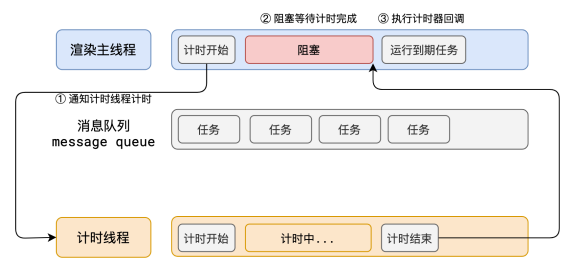 ② 阻塞等待计时完成
③ 执行计时器回调
渲染主线程
计时开始
阻塞
运行到期任务
① 通知计时线程计时
消息队列
message queue
任务
任务
任务
任务
计时线程
计时开始
计时中...
计时结束